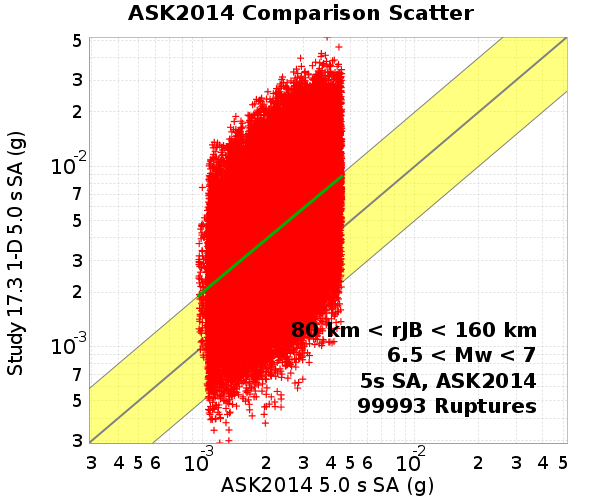 ASK2014 Comparison Scatter
Study 17.3 1-D 5.0 s SA (g)
5
3
2
10-2
7
5
3
2
10-3
7
5
3
80 km < rJB < 160 km
6.5 < Mw < 7
5s SA, ASK2014
99993 Ruptures
3 4 5 6 10-3 2 3 4 5 6 10-2 2 3 4 5
ASK2014 5.0 s SA (g)